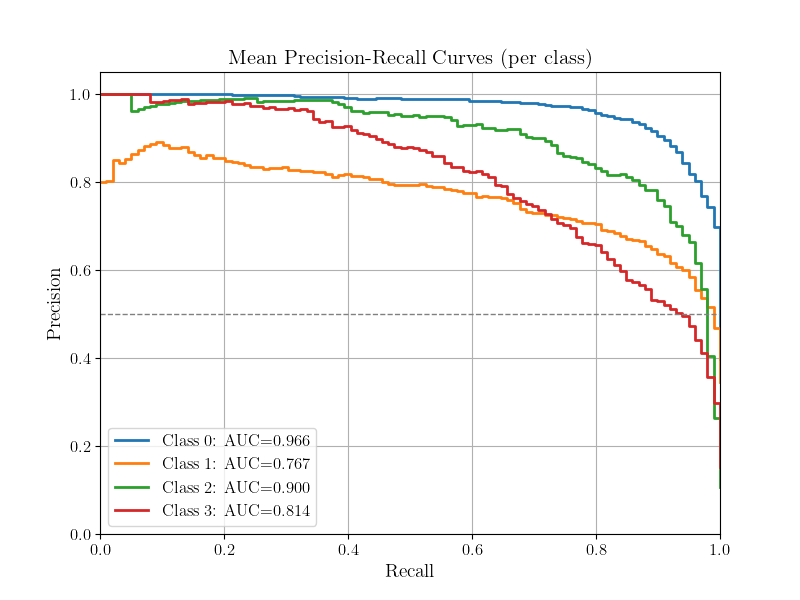 Mean Precision-Recall Curves (per class)
Precision
1.0
0.8
0.6
0.4
0.2
0.0
Class 0: AUC=0.966
Class 1: AUC=0.767
Class 2: AUC=0.900
Class 3: AUC=0.814
0.0 0.2 0.4 0.6 0.8 1.0
Recall